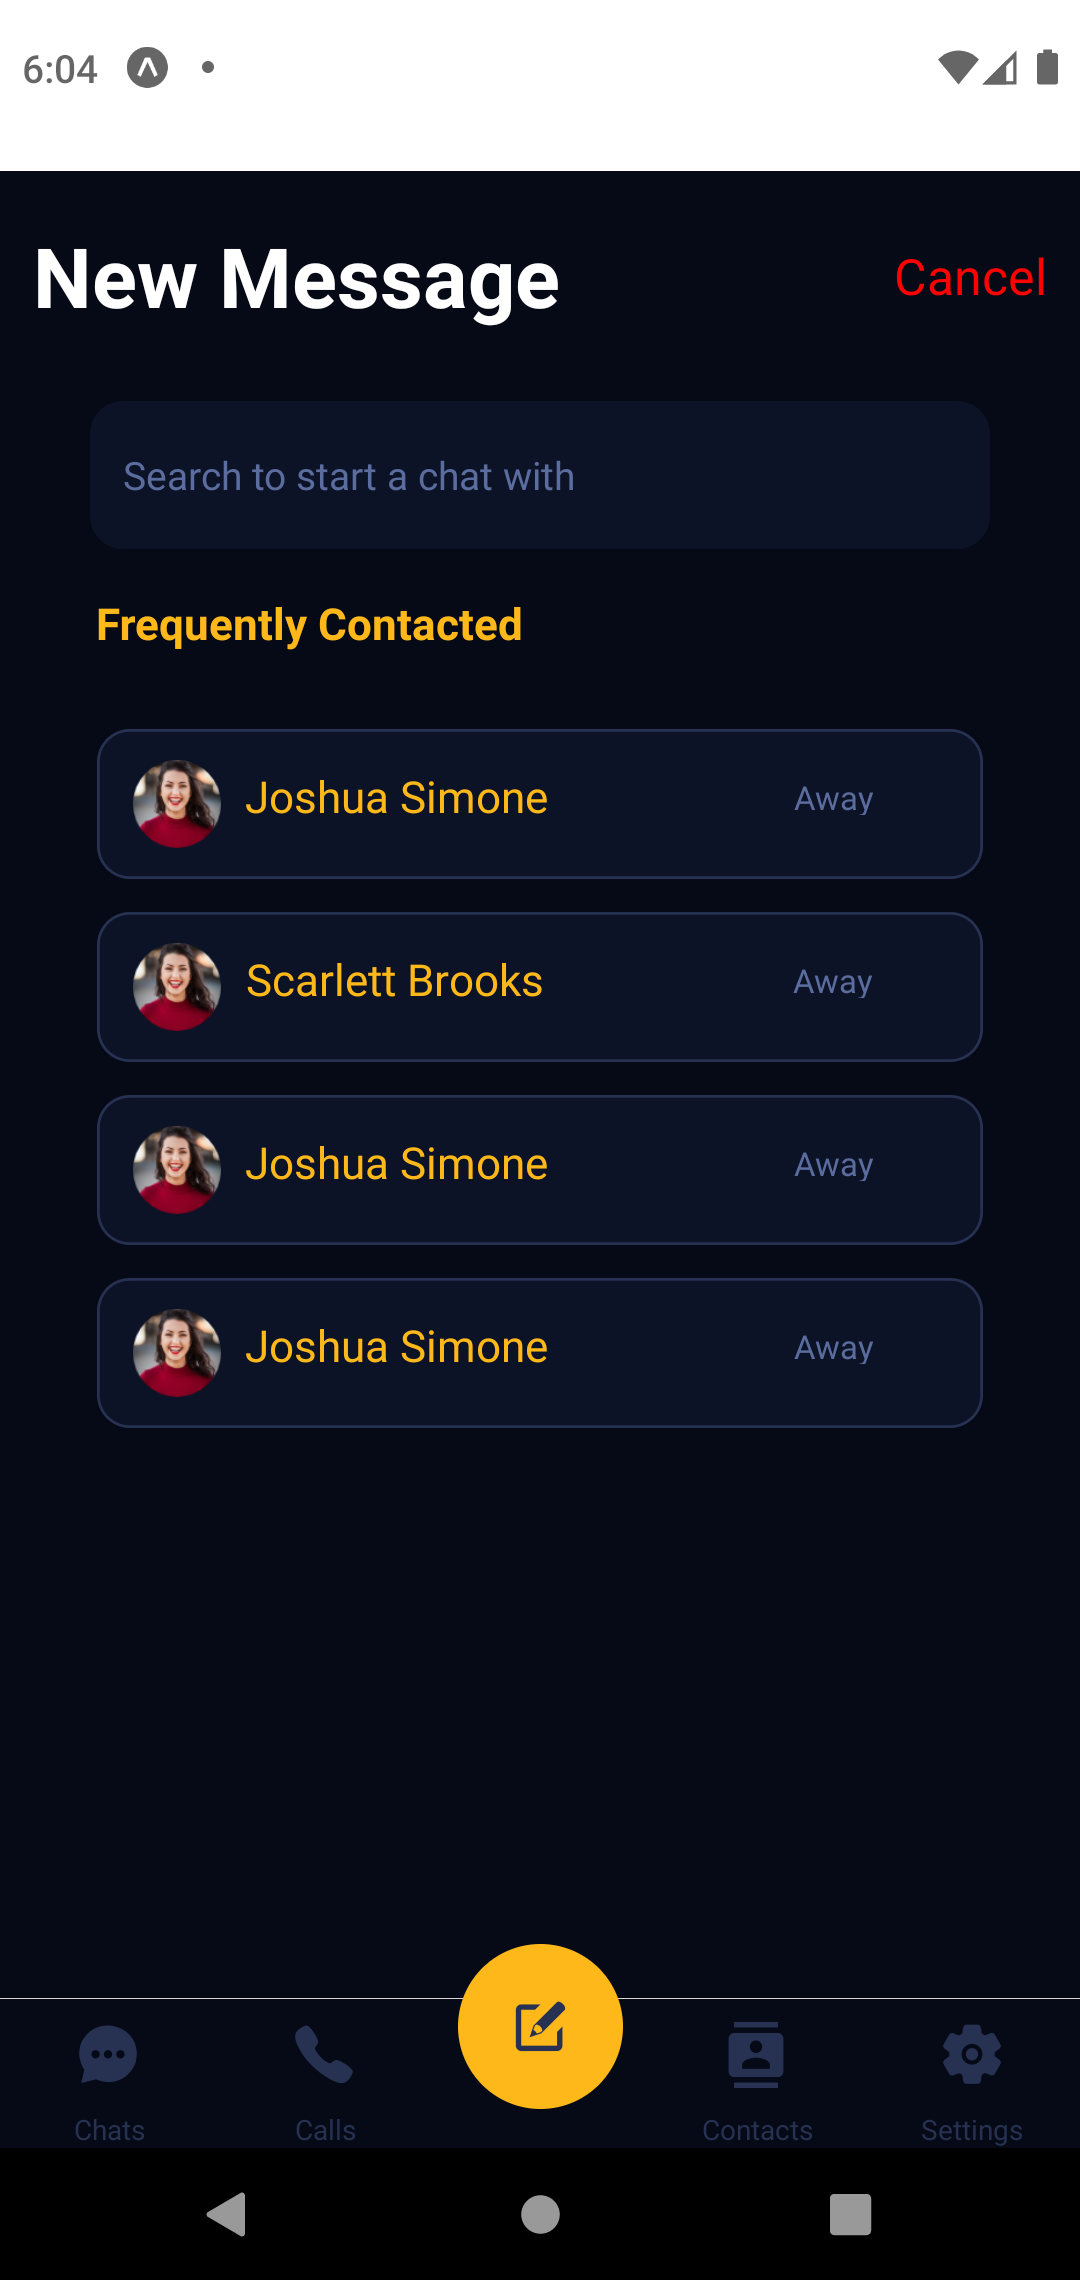 6:04
New Message
Cancel
Search to start a chat with
Frequently Contacted
Joshua Simone
Away
Scarlett Brooks
Away
Joshua Simone
Away
Joshua Simone
Away
Chats
Calls
Contacts
Settings